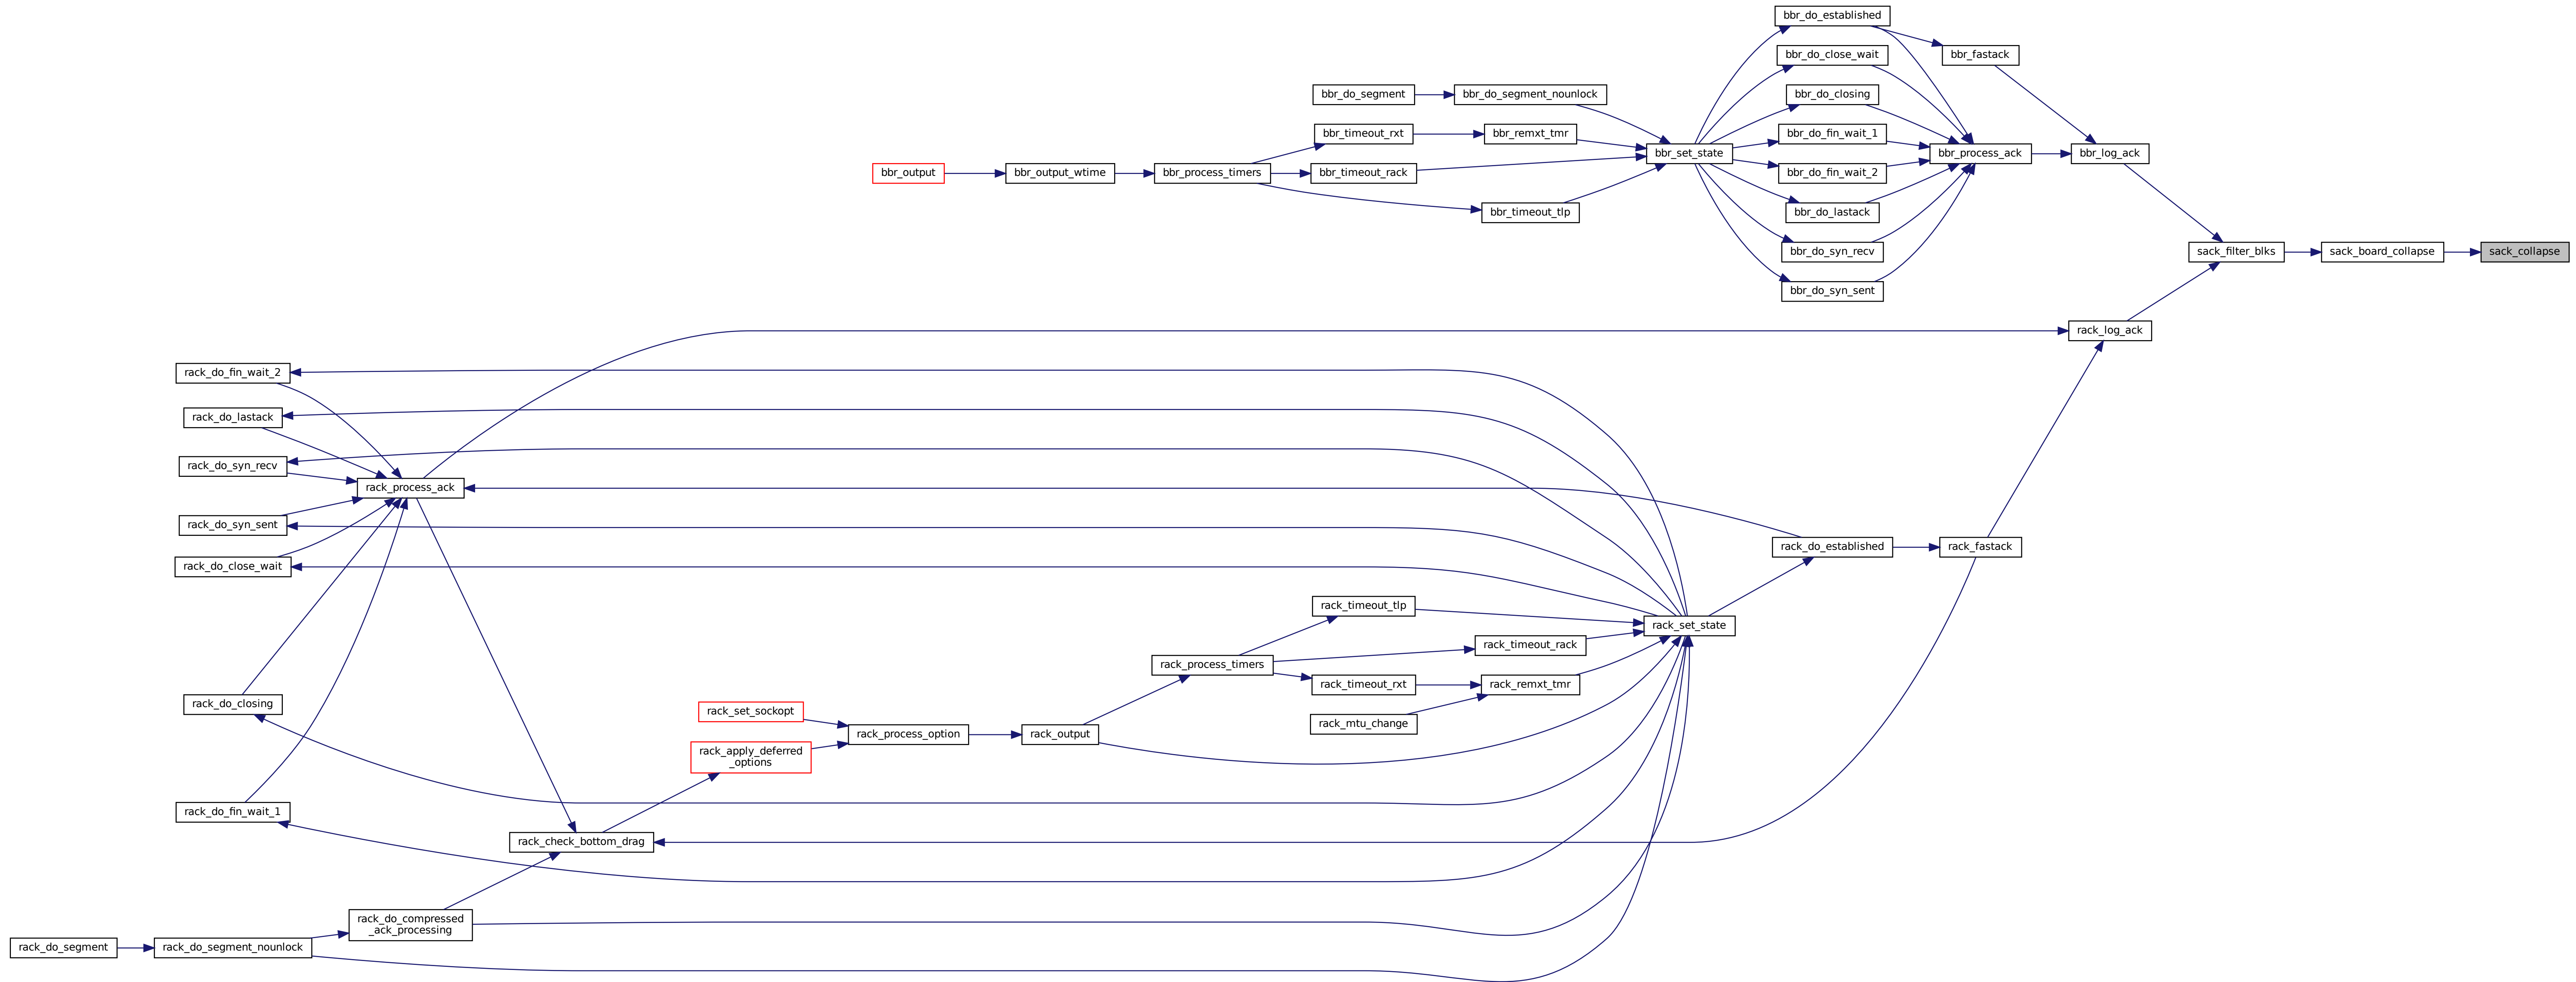 bbr_do_established
bbr_do_close_wait
bbr_fastack
bbr_do_segment
bbr_do_segment_nounlock
bbr_do_closing
bbr_timeout_rxt
bbr_remxt_tmr
bbr_do_fin_wait_1
bbr_set_state
bbr_process_ack
bbr_log_ack
bbr_output
bbr_output_wtime
bbr_process_timers
bbr_timeout_rack
bbr_do_fin_wait_2
bbr_timeout_tlp
bbr_do_lastack
bbr_do_syn_recv
sack_filter_blks
sack_board_collapse
sack_collapse
bbr_do_syn_sent
rack_log_ack
rack_do_fin_wait_2
rack_do_lastack
rack_do_syn_recv
rack_process_ack
rack_do_syn_sent
rack_do_established
rack_fastack
rack_do_close_wait
rack_timeout_tlp
rack_set_state
rack_timeout_rack
rack_process_timers
rack_timeout_rxt
rack_remxt_tmr
rack_do_closing
rack_set_sockopt
rack_mtu_change
rack_process_option
rack_output
rack_apply_deferred
_options
rack_do_fin_wait_1
rack_check_bottom_drag
rack_do_compressed
_ack_processing
rack_do_segment
rack_do_segment_nounlock